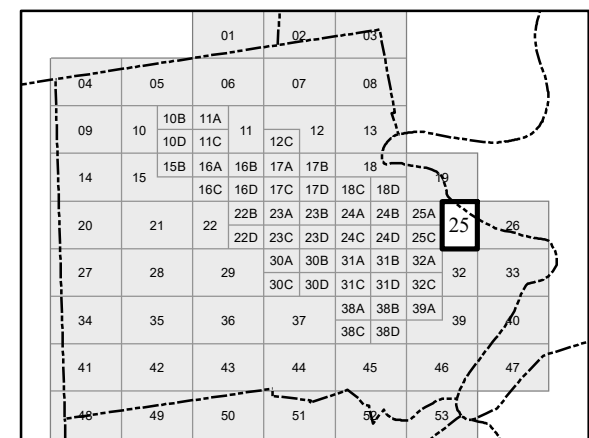 01 02 03
04 05 06 07 08
10B 11A
09 10 11 12 13
10D 11C 12C
15B 16A 16B 17A 17B 18
14 15 19
16C 16D 17C 17D 18C 18D
22B 23A 23B 24A 24B 25A
20 21 22 25 26
22D 23C 23D 24C 24D 25C
30A 30B 31A 31B 32A
27 28 29 32 33
30C 30D 31C 31D 32C
38A 38B 39A
34 35 36 37 39 40
38C 38D
41 42 43 44 45 46 47
48 49 50 51 52 53